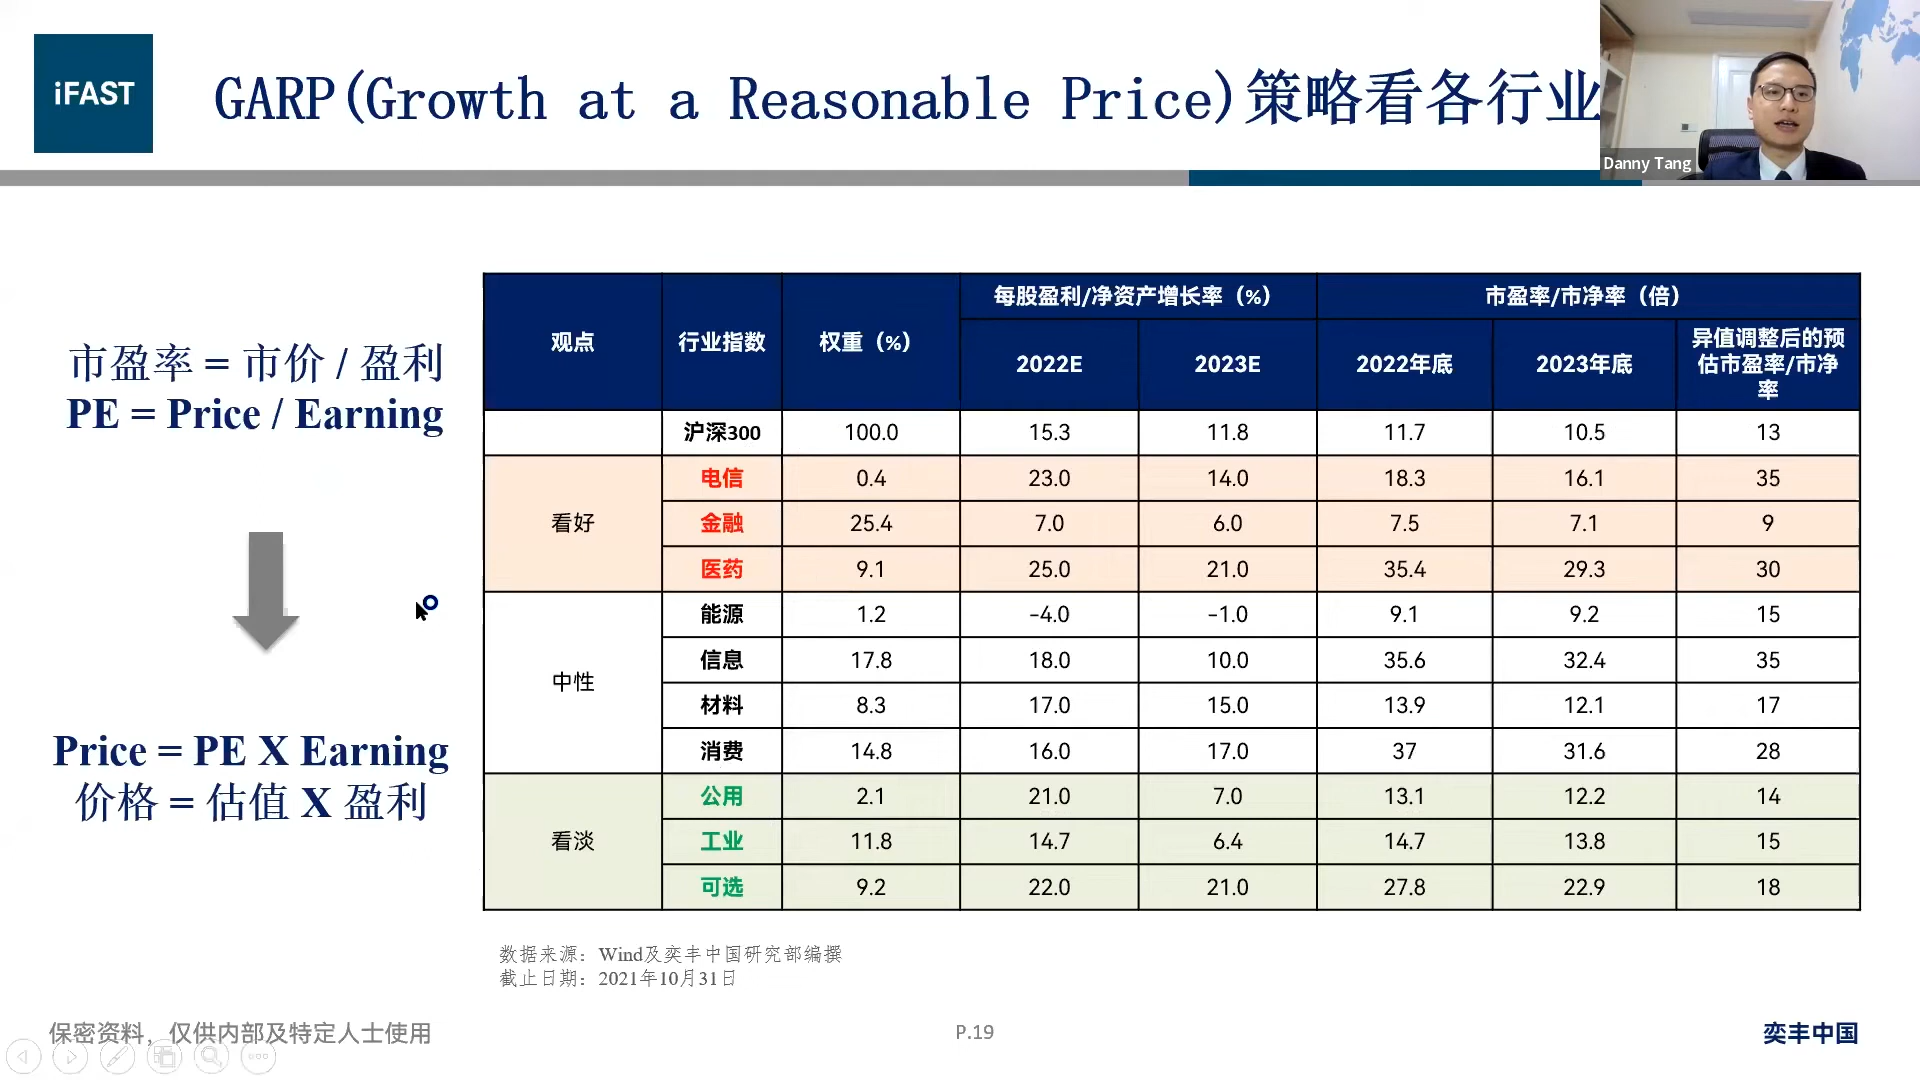 iFAST
GARP(Growth at a Reasonable Price)策略看各行业
Danny Tang
市盈率 = 市价 / 盈利
PE = Price / Earning
Price = PE X Earning
价格 = 估值 X 盈利
观点 行业指数 权重（%） 每股盈利/净资产增长率（%） 市盈率/市净率（倍）
2022E 2023E 2022年底 2023年底 异值调整后的预
估市盈率/市净
率
沪深300 100.0 15.3 11.8 11.7 10.5 13
看好
电信 0.4 23.0 14.0 18.3 16.1 35
金融 25.4 7.0 6.0 7.5 7.1 9
医药 9.1 25.0 21.0 35.4 29.3 30
中性
能源 1.2 -4.0 -1.0 9.1 9.2 15
信息 17.8 18.0 10.0 35.6 32.4 35
材料 8.3 17.0 15.0 13.9 12.1 17
消费 14.8 16.0 17.0 37 31.6 28
看淡
公用 2.1 21.0 7.0 13.1 12.2 14
工业 11.8 14.7 6.4 14.7 13.8 15
可选 9.2 22.0 21.0 27.8 22.9 18
数据来源：Wind及奕丰中国研究部编撰
截止日期：2021年10月31日
保密资料，仅供内部及特定人士使用
P.19
奕丰中国